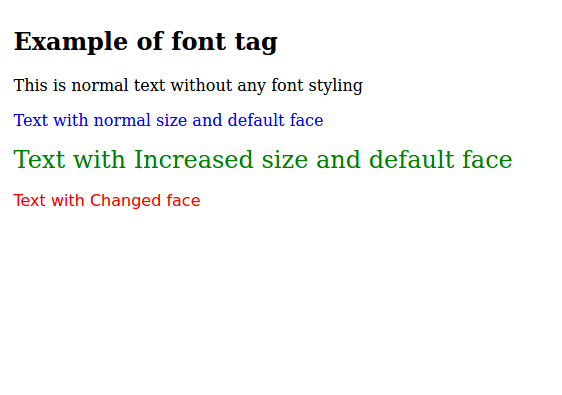 Example of font tag
This is normal text without any font styling
Text with normal size and default face
Text with Increased size and default face
Text with Changed face